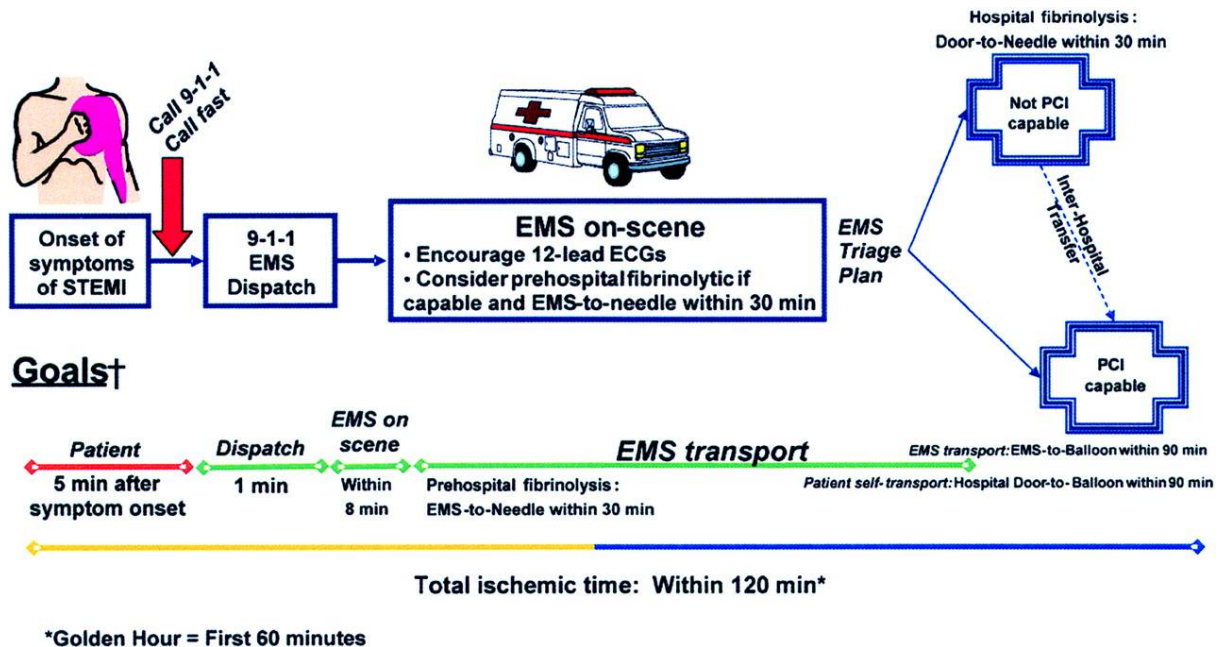 Hospital fibrinolysis :
Door-to-Needle within 30 min
Call 9-1-1
Call fast
Not PCI
capable
Onset of
symptoms
of STEMI
9-1-1
EMS
Dispatch
EMS on-scene
• Encourage 12-lead ECGs
• Consider prehospital fibrinolytic if
capable and EMS-to-needle within 30 min
EMS
Triage
Plan
Inter-Hospital
Transfer
PCI
capable
Goals†
Patient
5 min after
symptom onset
Dispatch
1 min
EMS on
scene
Within
8 min
EMS transport
Prehospital fibrinolysis :
EMS-to-Needle within 30 min
EMS transport: EMS-to-Balloon within 90 min
Patient self-transport: Hospital Door-to-Balloon within 90 min
Total ischemic time: Within 120 min*
*Golden Hour = First 60 minutes